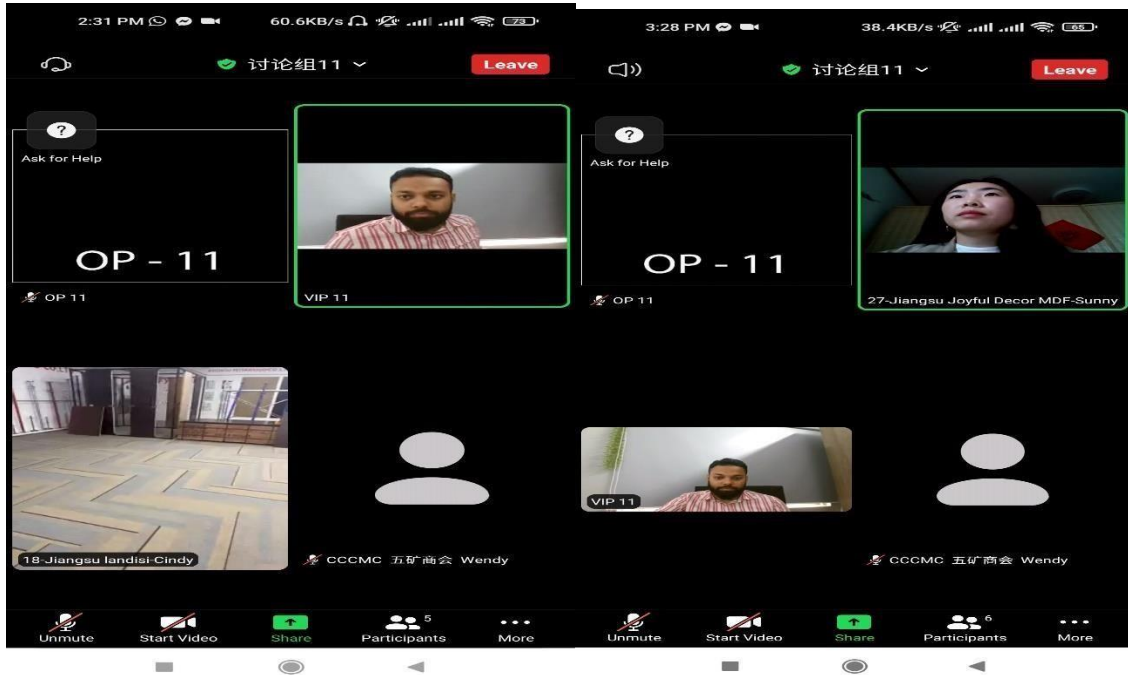 2:31 PM 60.6KB/s 73
讨论组11
Leave
?
Ask for Help
OP - 11
OP 11
VIP 11
18-Jiangsu landisi-Cindy
CCCMC 五矿商会 Wendy
Unmute
Start Video
Share
Participants 5
More
3:28 PM 38.4KB/s 65
讨论组11
Leave
?
Ask for Help
OP - 11
OP 11
27-Jiangsu Joyful Decor MDF-Sunny
VIP 11
CCCMC 五矿商会 Wendy
Unmute
Start Video
Share
Participants 6
More